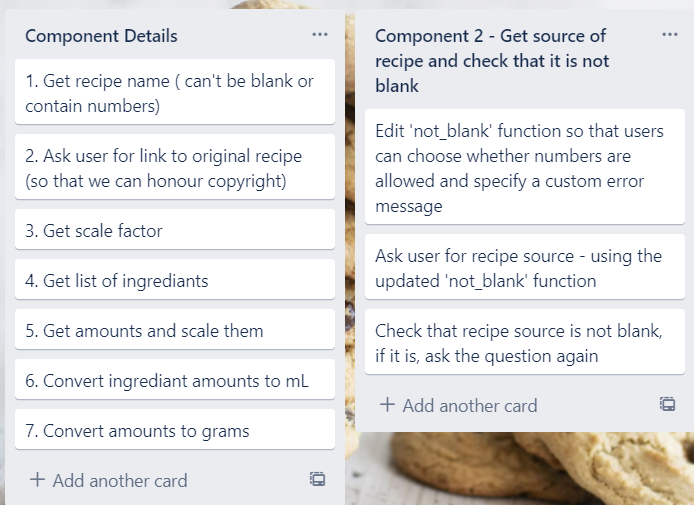 Component Details
1. Get recipe name ( can't be blank or
contain numbers)
2. Ask user for link to original recipe
(so that we can honour copyright)
3. Get scale factor
4. Get list of ingrediants
5. Get amounts and scale them
6. Convert ingrediant amounts to mL
7. Convert amounts to grams
+ Add another card
Component 2 - Get source of
recipe and check that it is not
blank
Edit 'not_blank' function so that users
can choose whether numbers are
allowed and specify a custom error
message
Ask user for recipe source - using the
updated 'not_blank' function
Check that recipe source is not blank,
if it is, ask the question again
+ Add another card